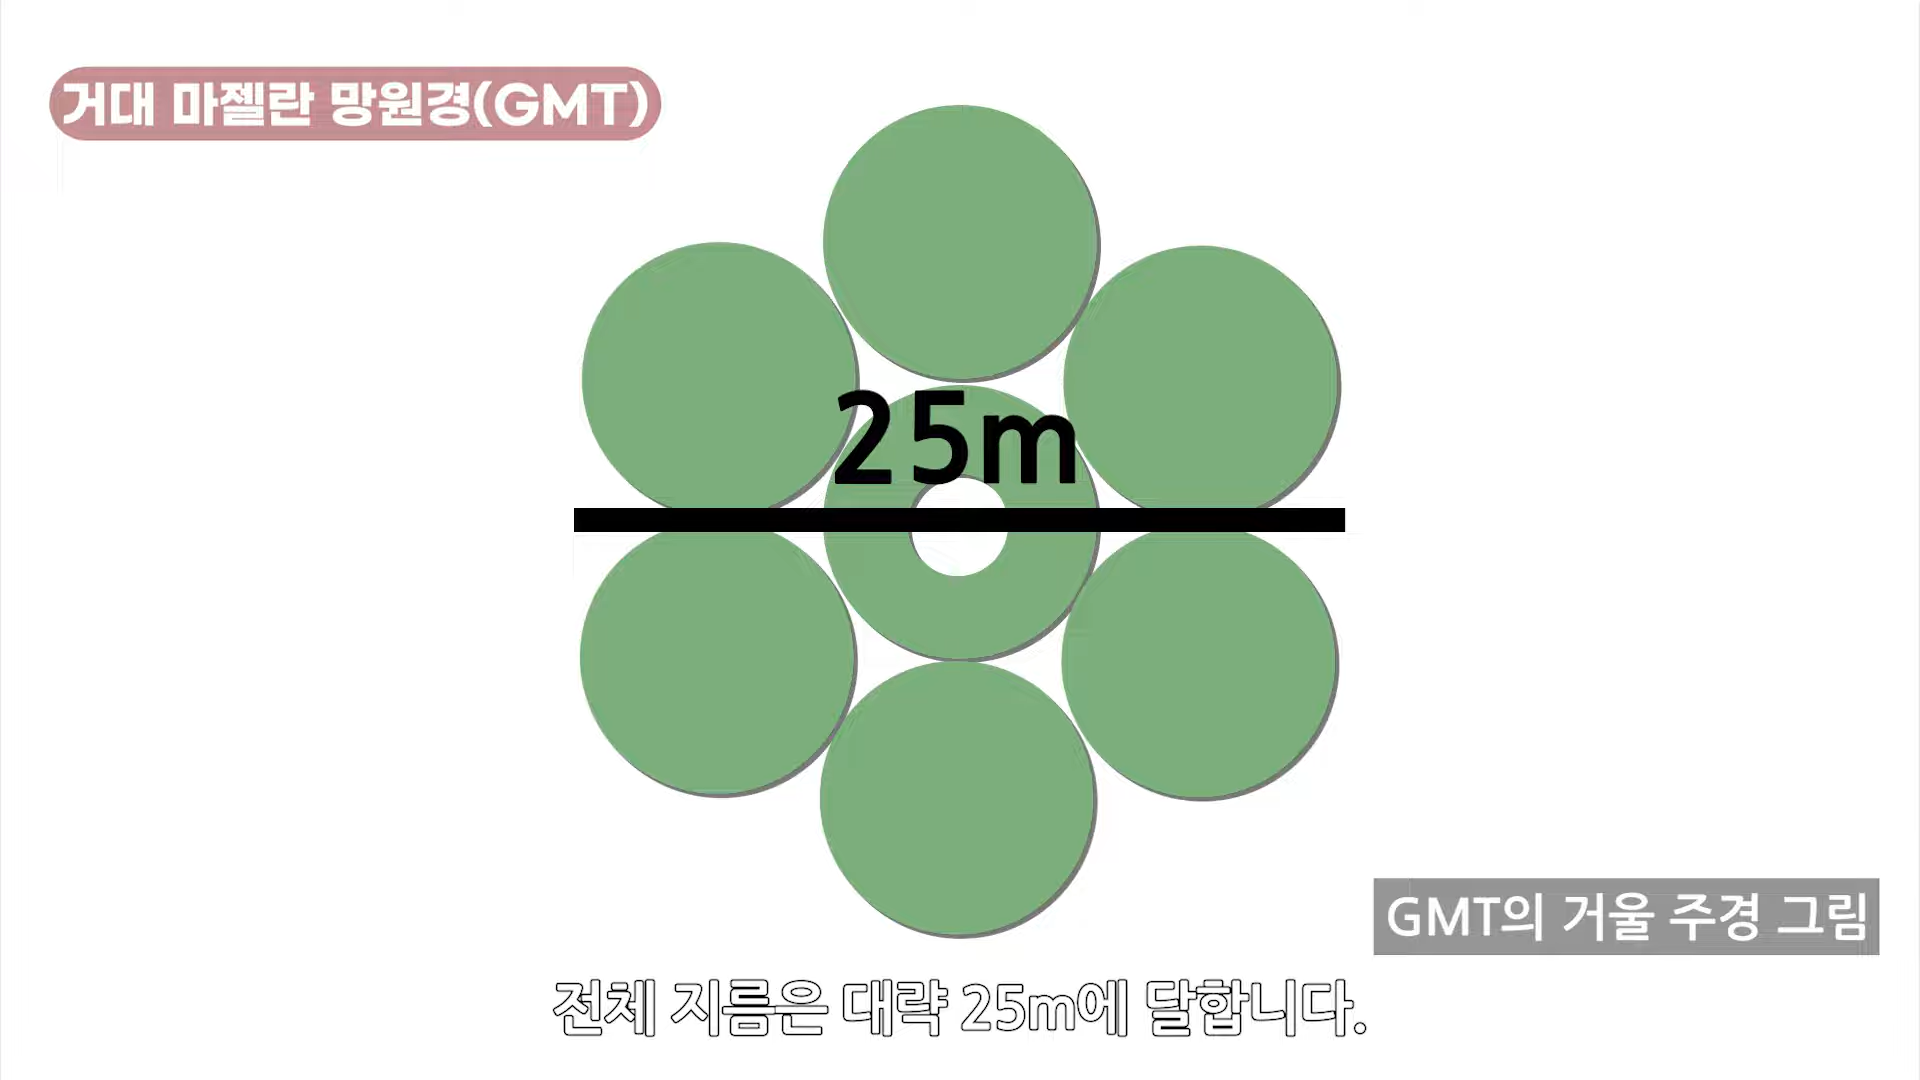 거대 마젤란 망원경(GMT)
25m
GMT의 거울 주경 그림
전체 지름은 대략 25m에 달합니다.